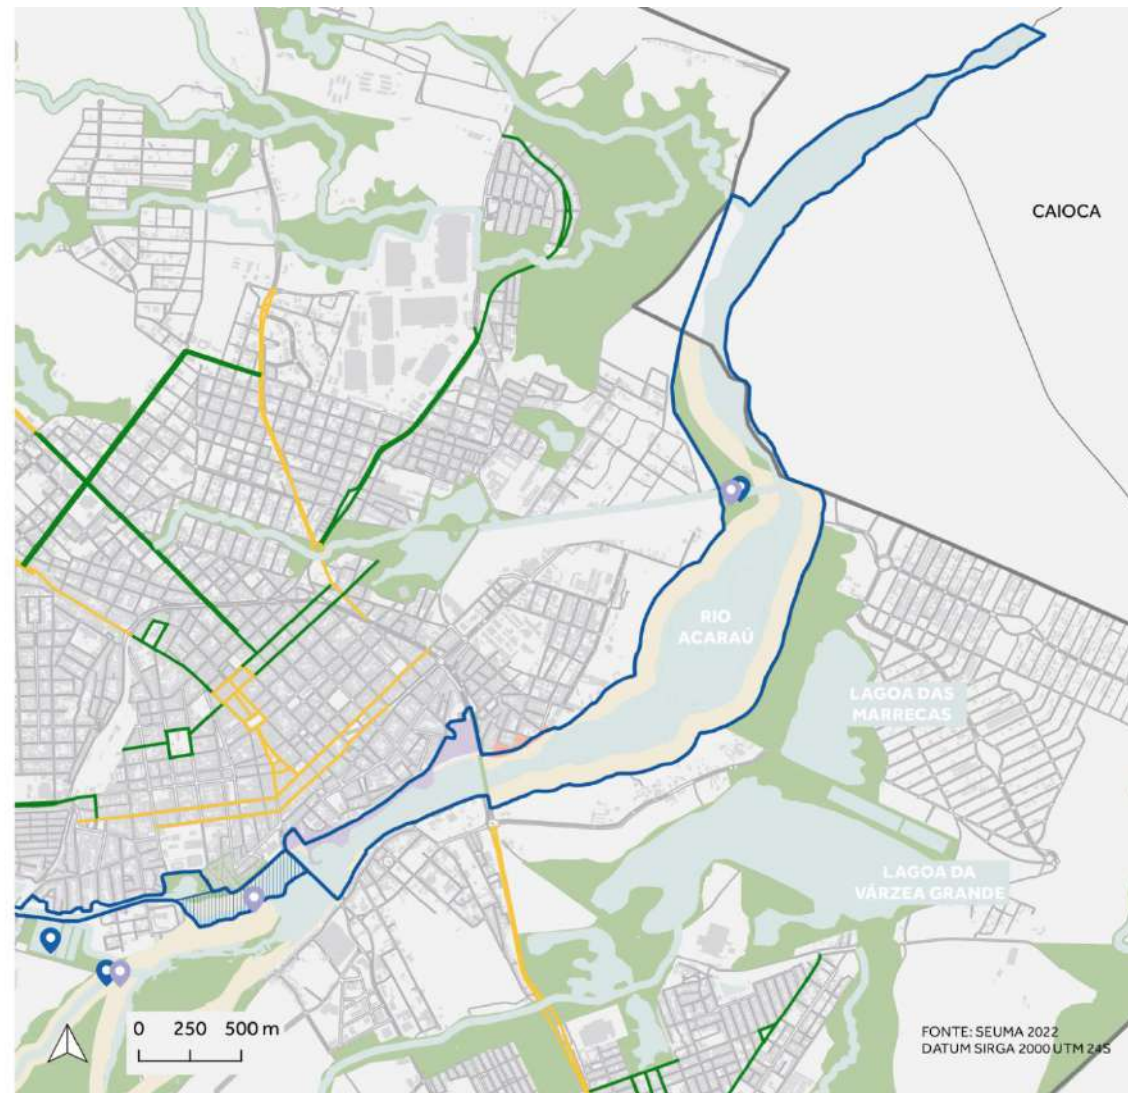 CAIOCA
RIO
ACARAÚ
LAGOA DAS
MARRECAS
LAGOA DA
VÁRZEA GRANDE
0 250 500 m
FONTE: SEUMA 2022
DATUM SIRGA 2000 UTM 24S